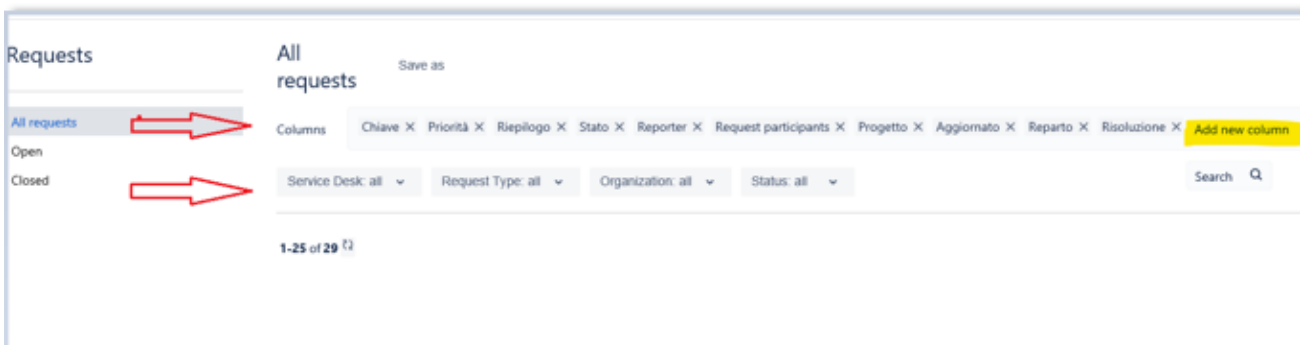 Requests
All requests
Open
Closed
All
requests
Save as
Columns Chiave X Priorità X Riepilogo X Stato X Reporter X Request participants X Progetto X Aggiornato X Reparto X Risoluzione X Add new column
Service Desk: all Request Type: all Organization: all Status: all Search
1-25 of 29